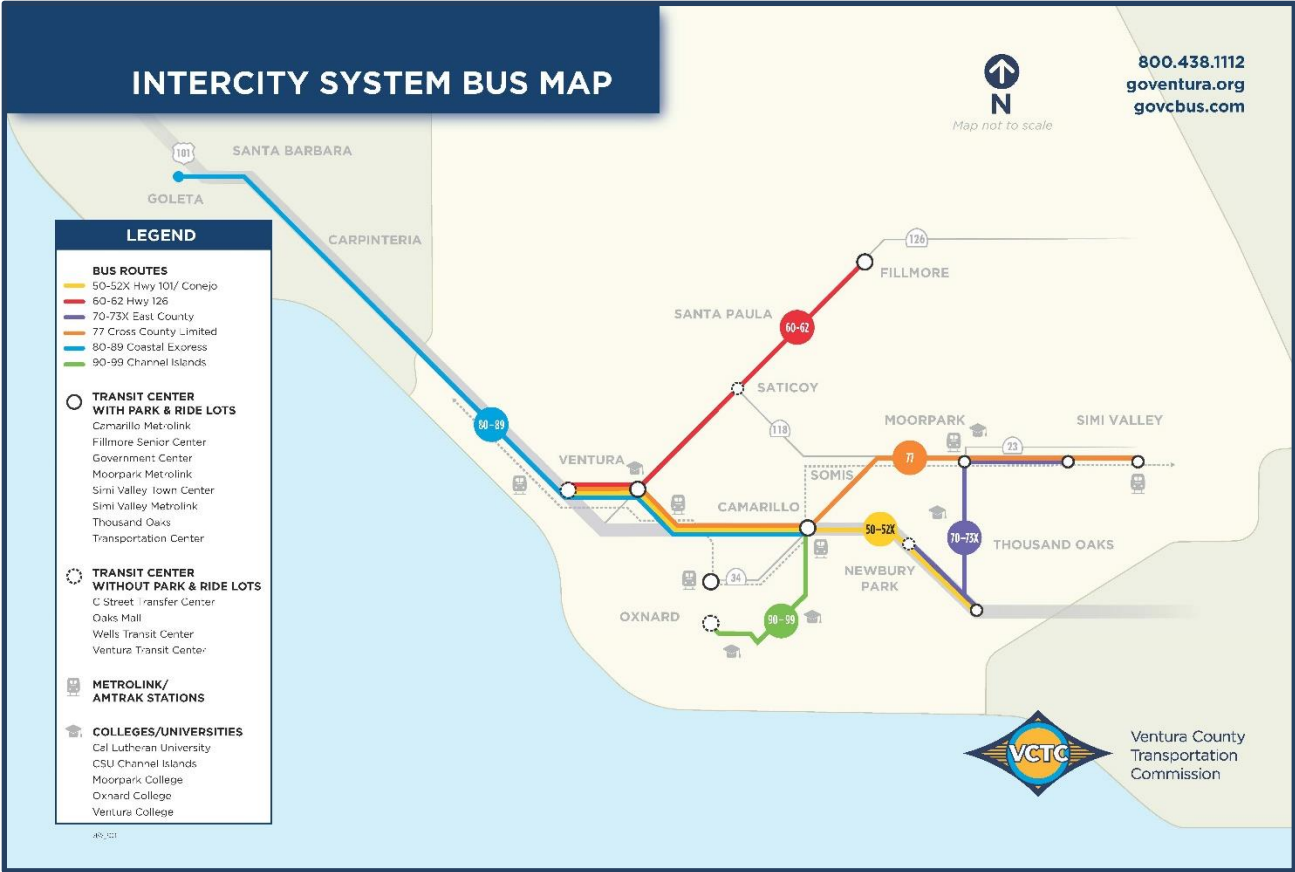 INTERCITY SYSTEM BUS MAP
N
Map not to scale
800.438.1112
goventura.org
govcbus.com
101
SANTA BARBARA
GOLETA
CARPINTERIA
126
FILLMORE
SANTA PAULA
60-62
SATICOY
118
80-89
VENTURA
MOORPARK
SIMI VALLEY
23
77
SOMIS
CAMARILLO
50-52X
70-73X
THOUSAND OAKS
NEWBURY
PARK
34
OXNARD
90-99
LEGEND
BUS ROUTES
50-52X Hwy 101/ Conejo
60-62 Hwy 126
70-73X East County
77 Cross County Limited
80-89 Coastal Express
90-99 Channel Islands
TRANSIT CENTER
WITH PARK & RIDE LOTS
Camarillo Metrolink
Fillmore Senior Center
Government Center
Moorpark Metrolink
Simi Valley Town Center
Simi Valley Metrolink
Thousand Oaks
Transportation Center
TRANSIT CENTER
WITHOUT PARK & RIDE LOTS
C Street Transfer Center
Oaks Mall
Wells Transit Center
Ventura Transit Center
METROLINK/
AMTRAK STATIONS
COLLEGES/UNIVERSITIES
Cal Lutheran University
CSU Channel Islands
Moorpark College
Oxnard College
Ventura College
VCTC
Ventura County
Transportation
Commission